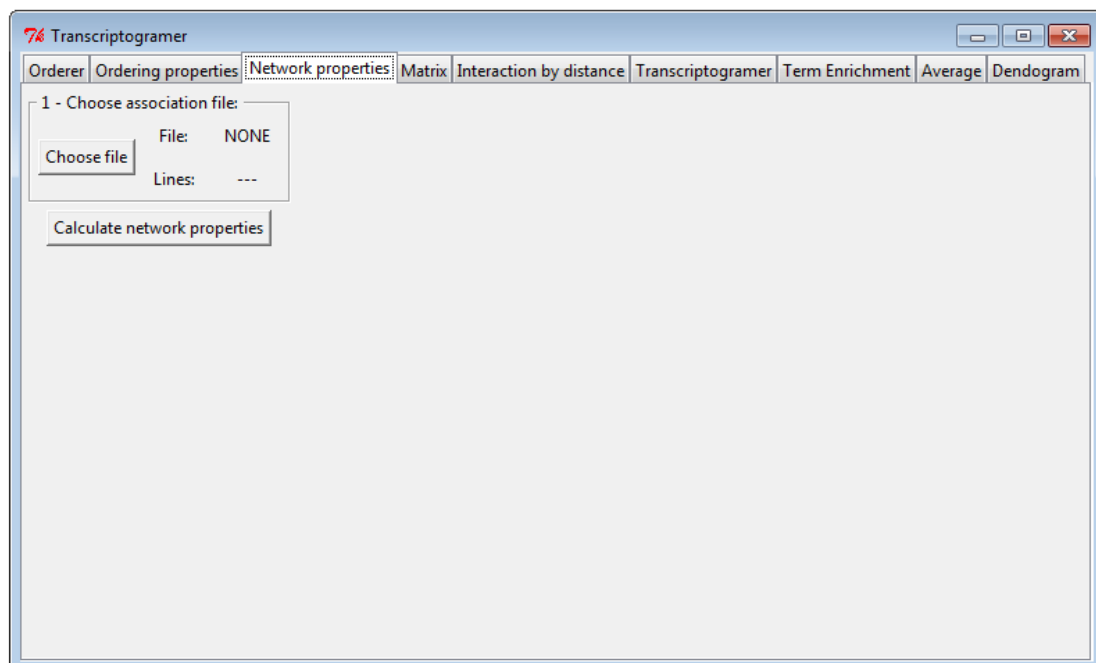 Transcriptogramer
Orderer Ordering properties Network properties Matrix Interaction by distance Transcriptogramer Term Enrichment Average Dendogram
1 - Choose association file:
File: NONE
Choose file
Lines: ---
Calculate network properties